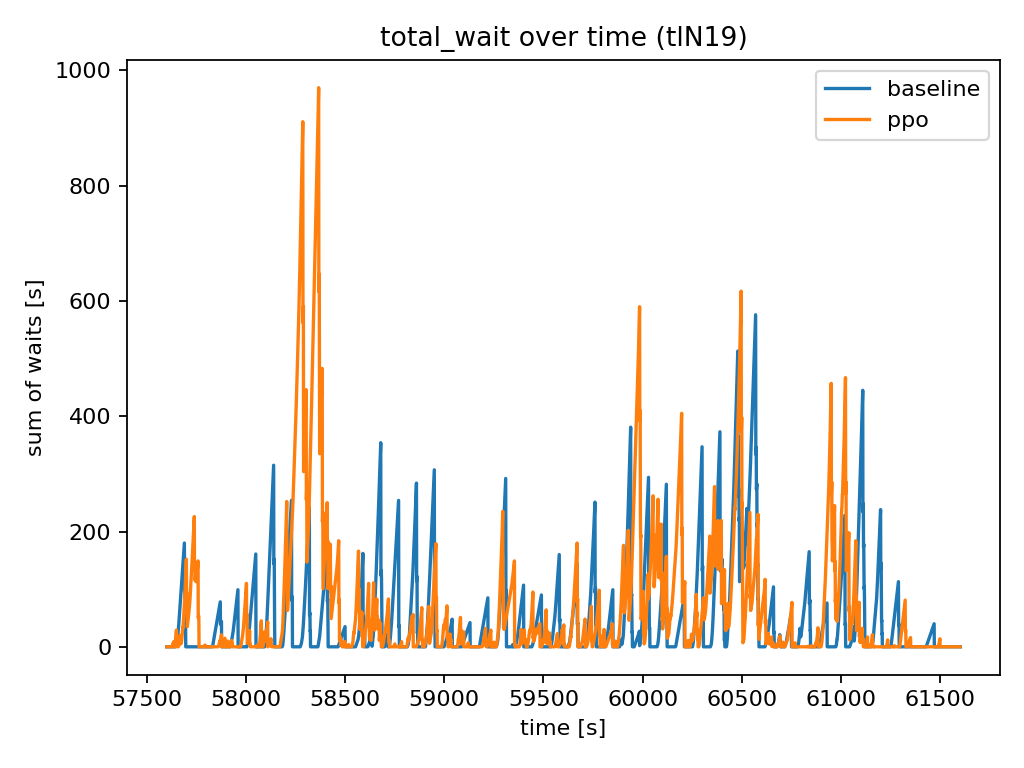 total_wait over time (tlN19)
baseline
ppo
sum of waits [s]
1000
800
600
400
200
0
57500 58000 58500 59000 59500 60000 60500 61000 61500
time [s]